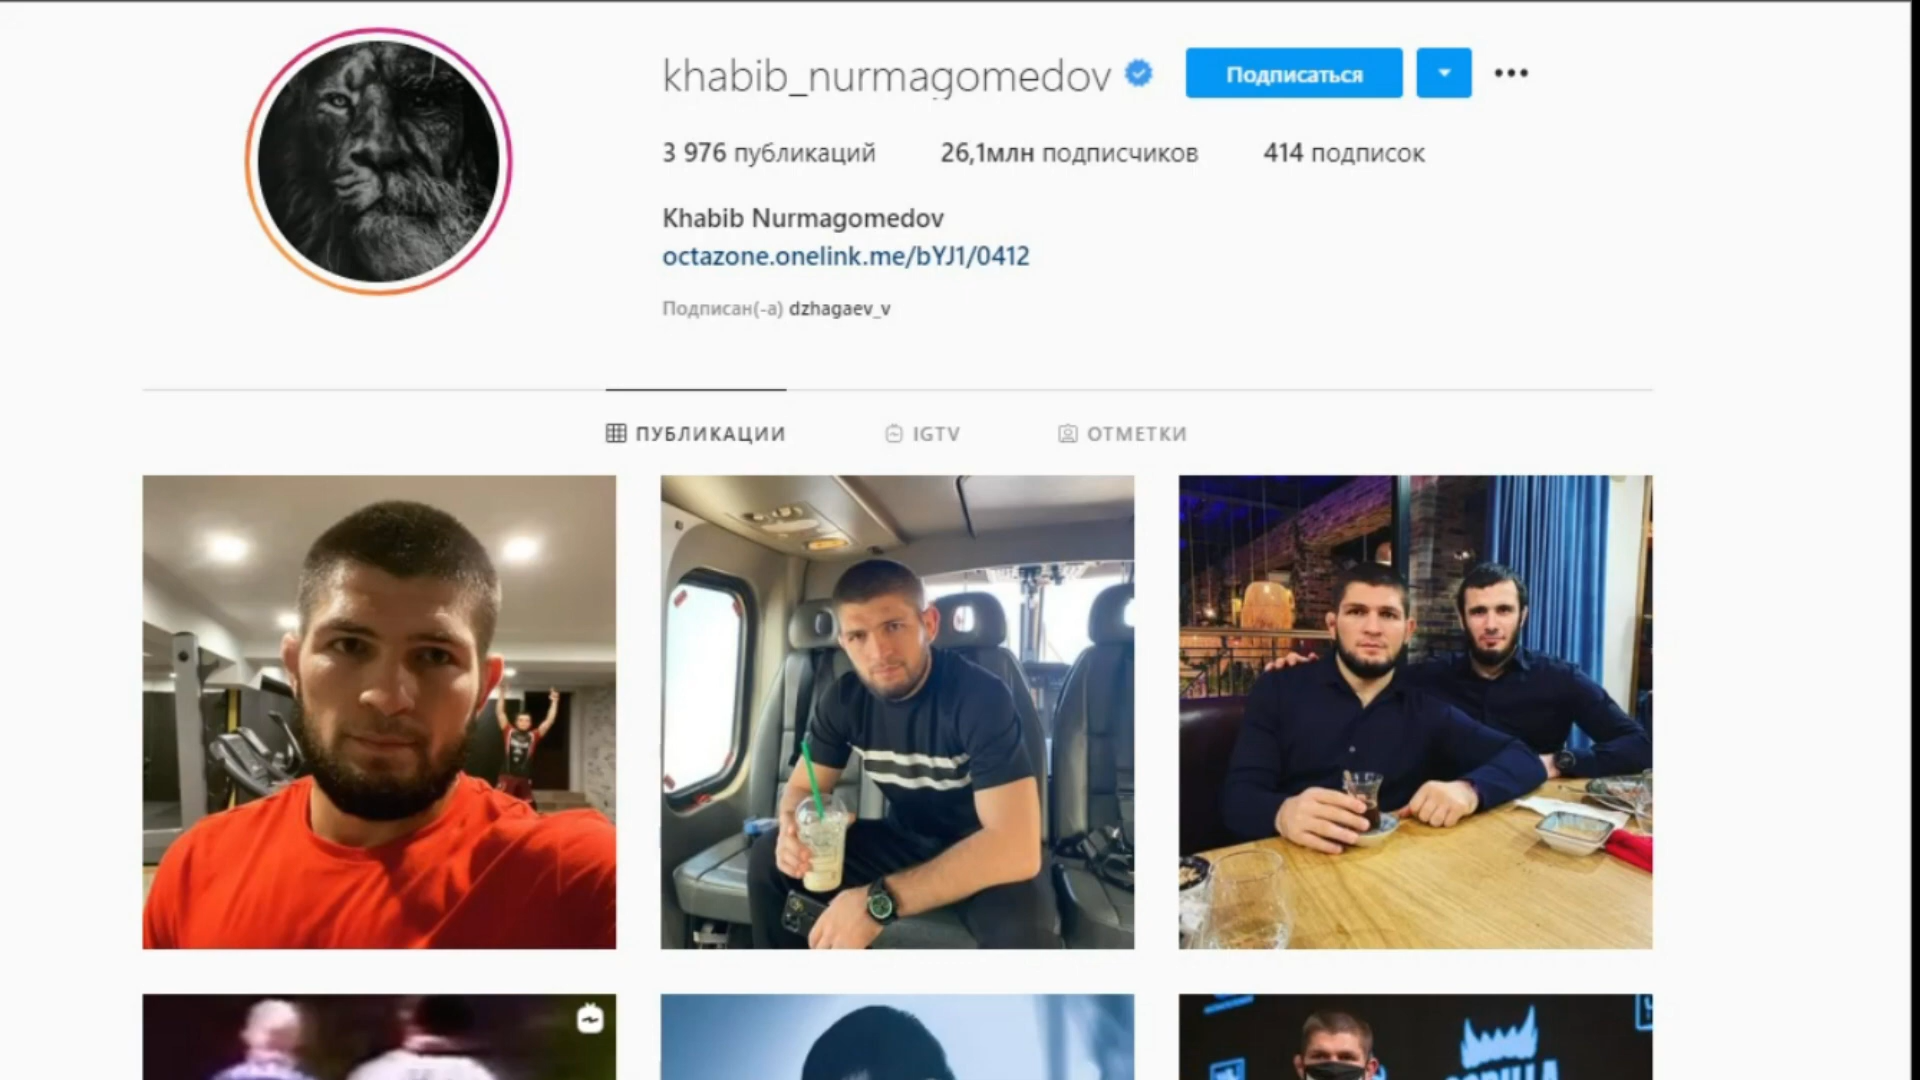 khabib_nurmagomedov
Подписаться
3 976 публикаций 26,1млн подписчиков 414 подписок
Khabib Nurmagomedov
octazone.onelink.me/bYJ1/0412
Подписан(-а) dzhagaev_v
ПУБЛИКАЦИИ IGTV ОТМЕТКИ